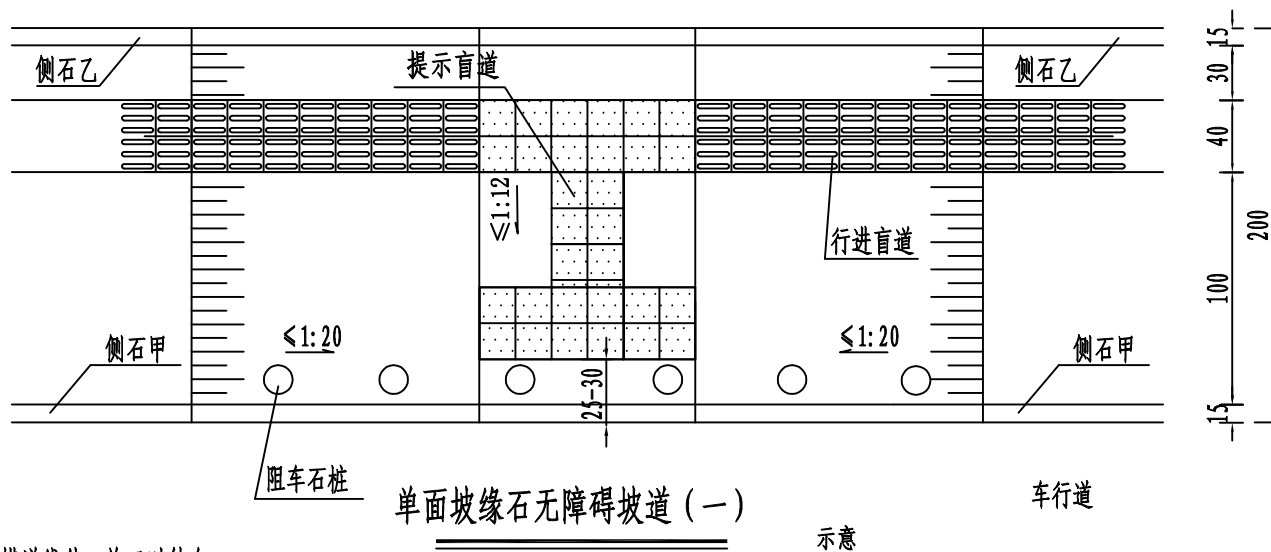 侧石乙
提示盲道
侧石乙
15
30
40
≤1:12
行进盲道
200
100
侧石甲
≤1:20
≤1:20
侧石甲
25-30
15
阻车石桩
单面坡缘石无障碍坡道（一）
车行道
示意